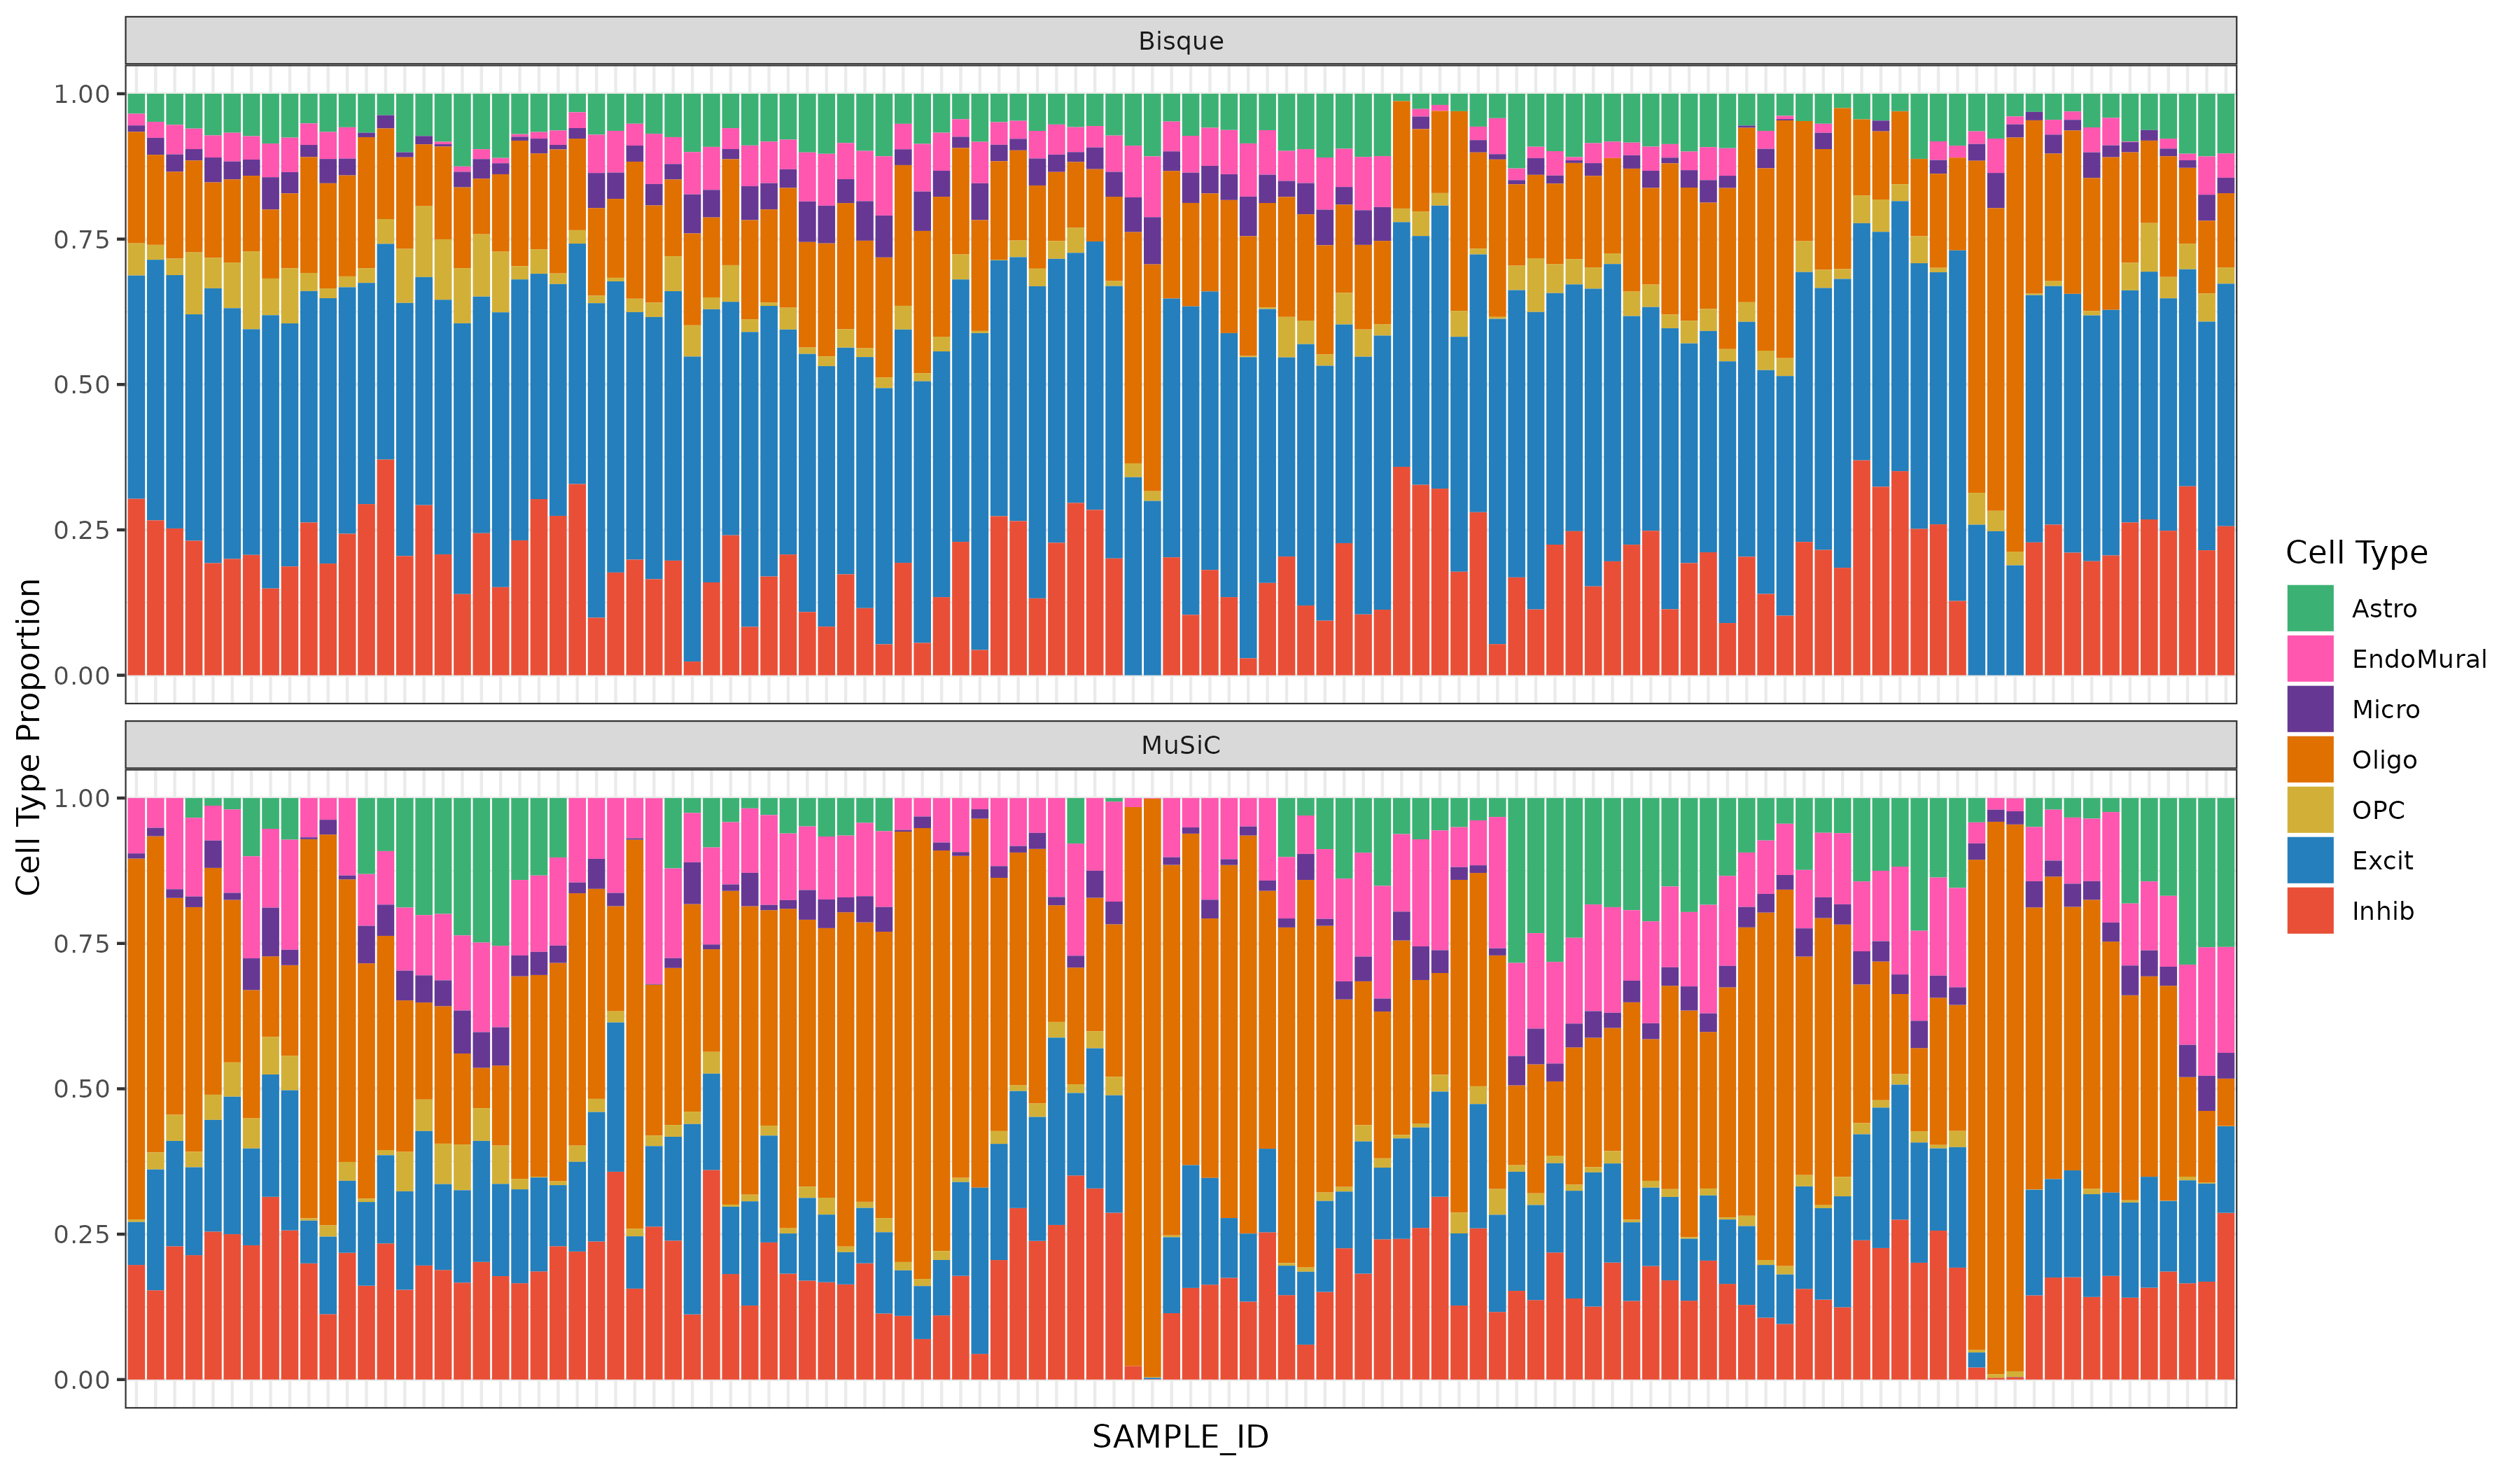 Bisque
1.00
0.75
0.50
0.25
0.00
MuSiC
1.00
0.75
0.50
0.25
0.00
Cell Type Proportion
SAMPLE_ID
Cell Type
Astro
EndoMural
Micro
Oligo
OPC
Excit
Inhib